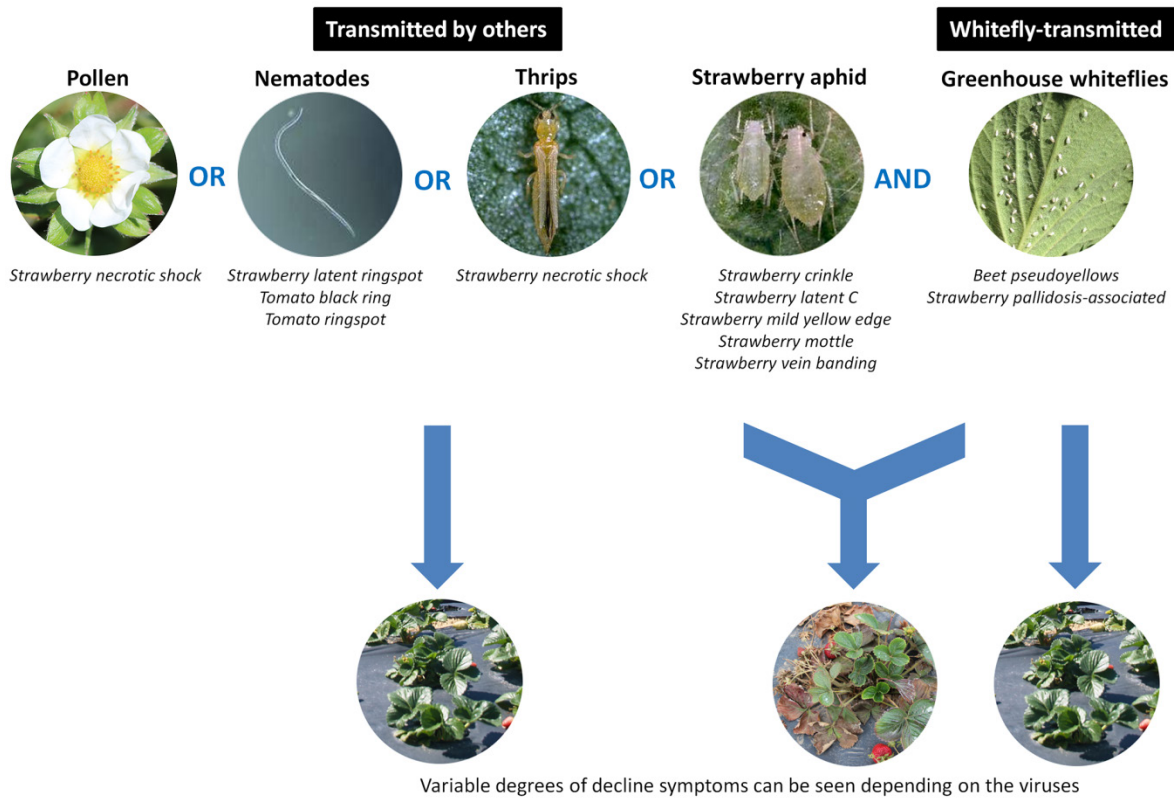 Transmitted by others
Whitefly-transmitted
Pollen
Nematodes
Thrips
Strawberry aphid
Greenhouse whiteflies
OR
OR
OR
AND
Strawberry necrotic shock
Strawberry latent ringspot
Tomato black ring
Tomato ringspot
Strawberry necrotic shock
Strawberry crinkle
Strawberry latent C
Strawberry mild yellow edge
Strawberry mottle
Strawberry vein banding
Beet pseudoyellows
Strawberry pallidosis-associated
Variable degrees of decline symptoms can be seen depending on the viruses